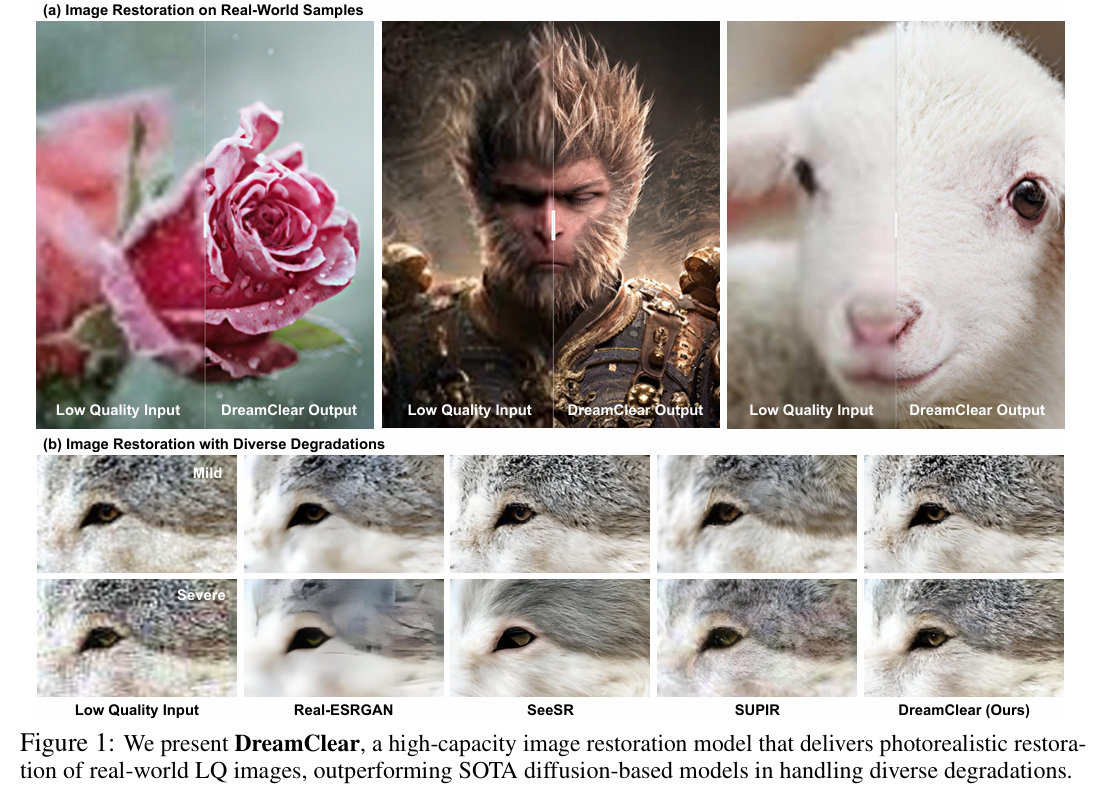 (a) Image Restoration on Real-World Samples
Low Quality Input DreamClear Output Low Quality Input DreamClear Output Low Quality Input DreamClear Output
(b) Image Restoration with Diverse Degradations
Mild
Severe
Low Quality Input Real-ESRGAN SeeSR SUPIR DreamClear (Ours)
Figure 1: We present DreamClear, a high-capacity image restoration model that delivers photorealistic restora-
tion of real-world LQ images, outperforming SOTA diffusion-based models in handling diverse degradations.